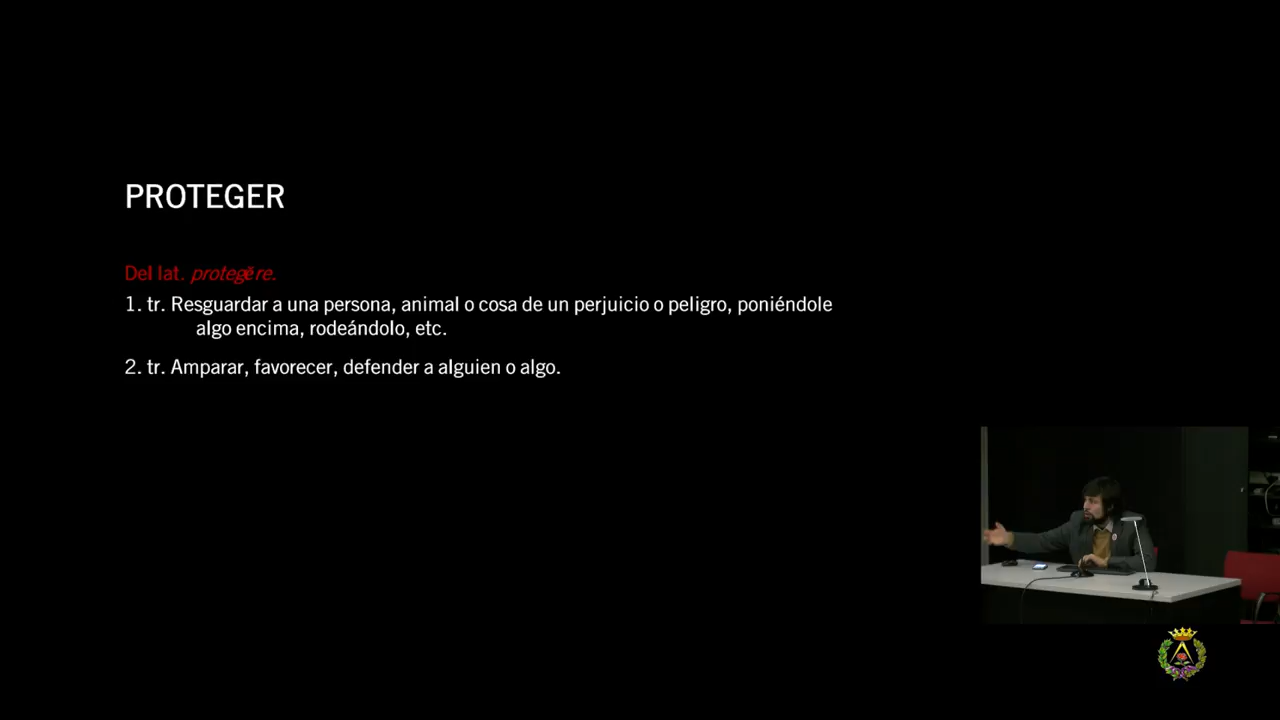 PROTEGER
Del lat. protegĕre.
1. tr. Resguardar a una persona, animal o cosa de un perjuicio o peligro, poniéndole
algo encima, rodeándolo, etc.
2. tr. Amparar, favorecer, defender a alguien o algo.